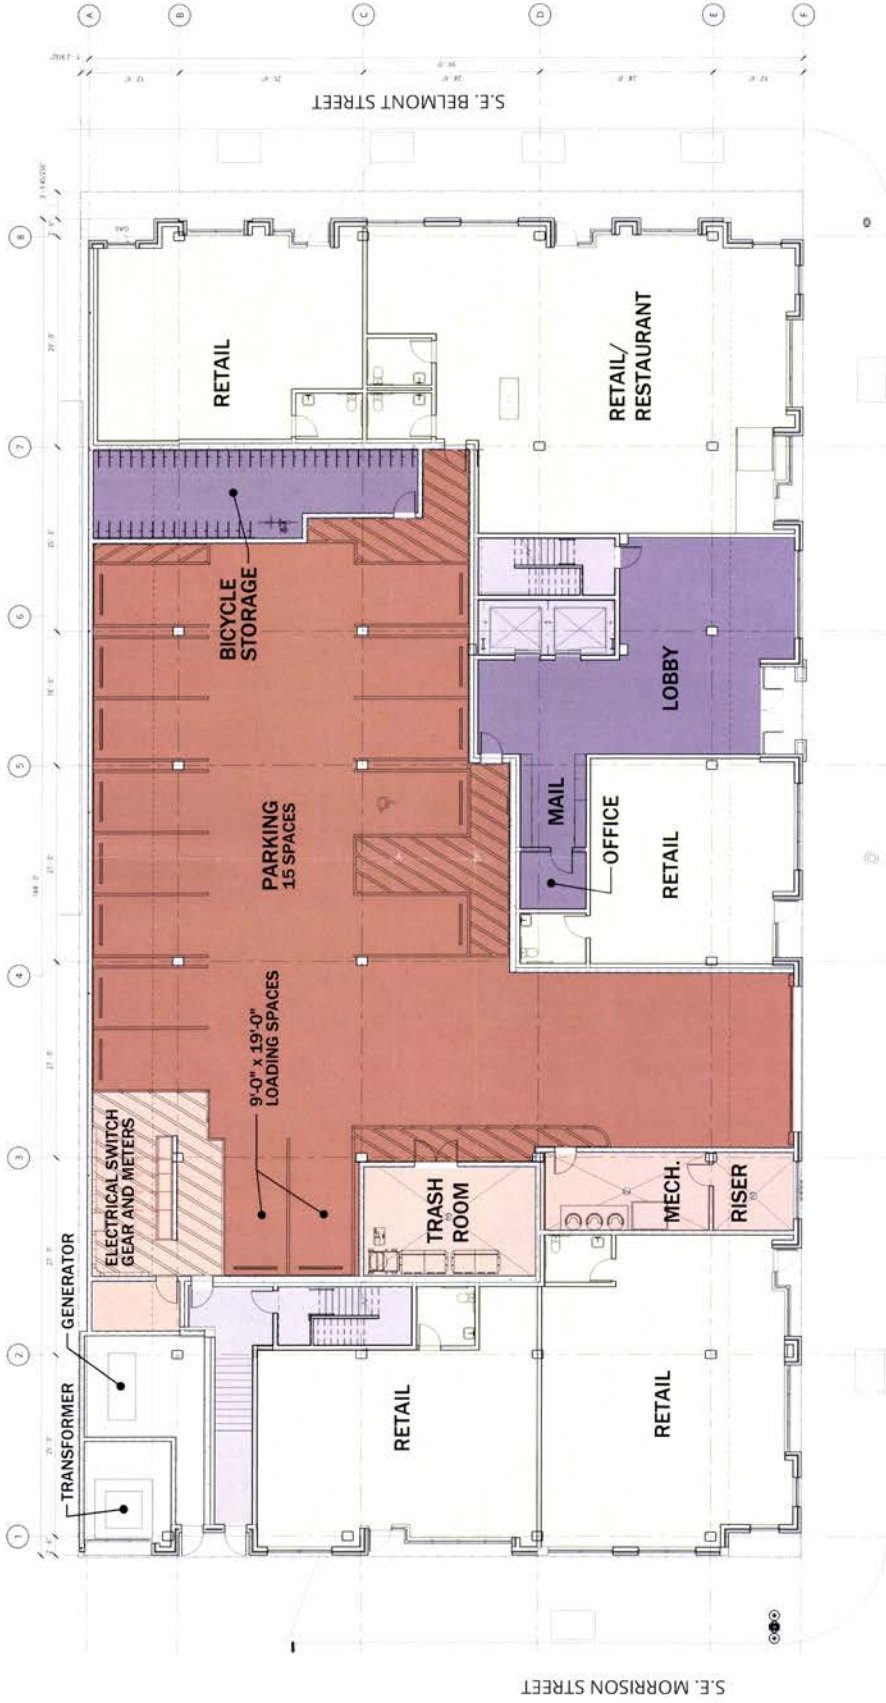 A
B
C
D
E
F
S.E. BELMONT STREET
8
7
6
5
4
3
2
1
GAS
RETAIL
RETAIL/
RESTAURANT
BICYCLE
STORAGE
LOBBY
PARKING
15 SPACES
MAIL
OFFICE
RETAIL
9'-0" x 19'-0"
LOADING SPACES
ELECTRICAL SWITCH
GEAR AND METERS
TRASH
ROOM
MECH.
RISER
GENERATOR
TRANSFORMER
RETAIL
RETAIL
S.E. MORRISON STREET